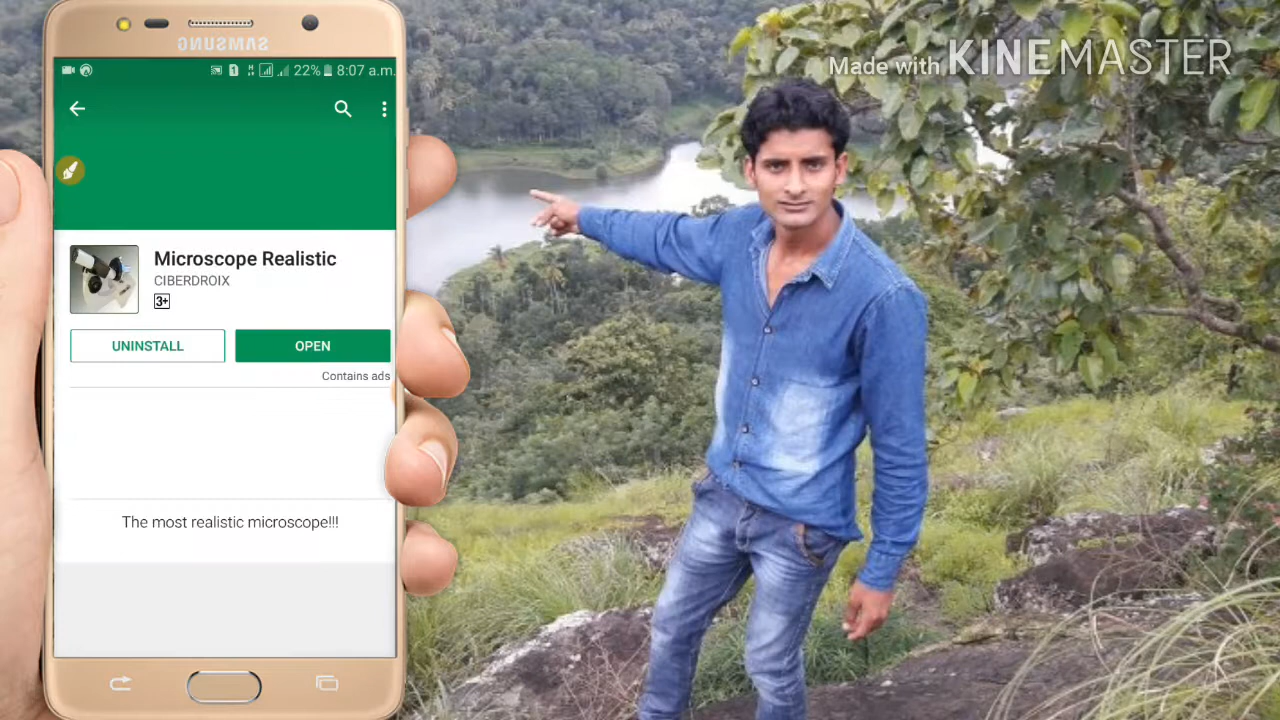 Made with KINEMASTER
SAMSUNG
22% 8:07 a.m.
Microscope Realistic
CIBERDROIX
3+
UNINSTALL
OPEN
Contains ads
The most realistic microscope!!!